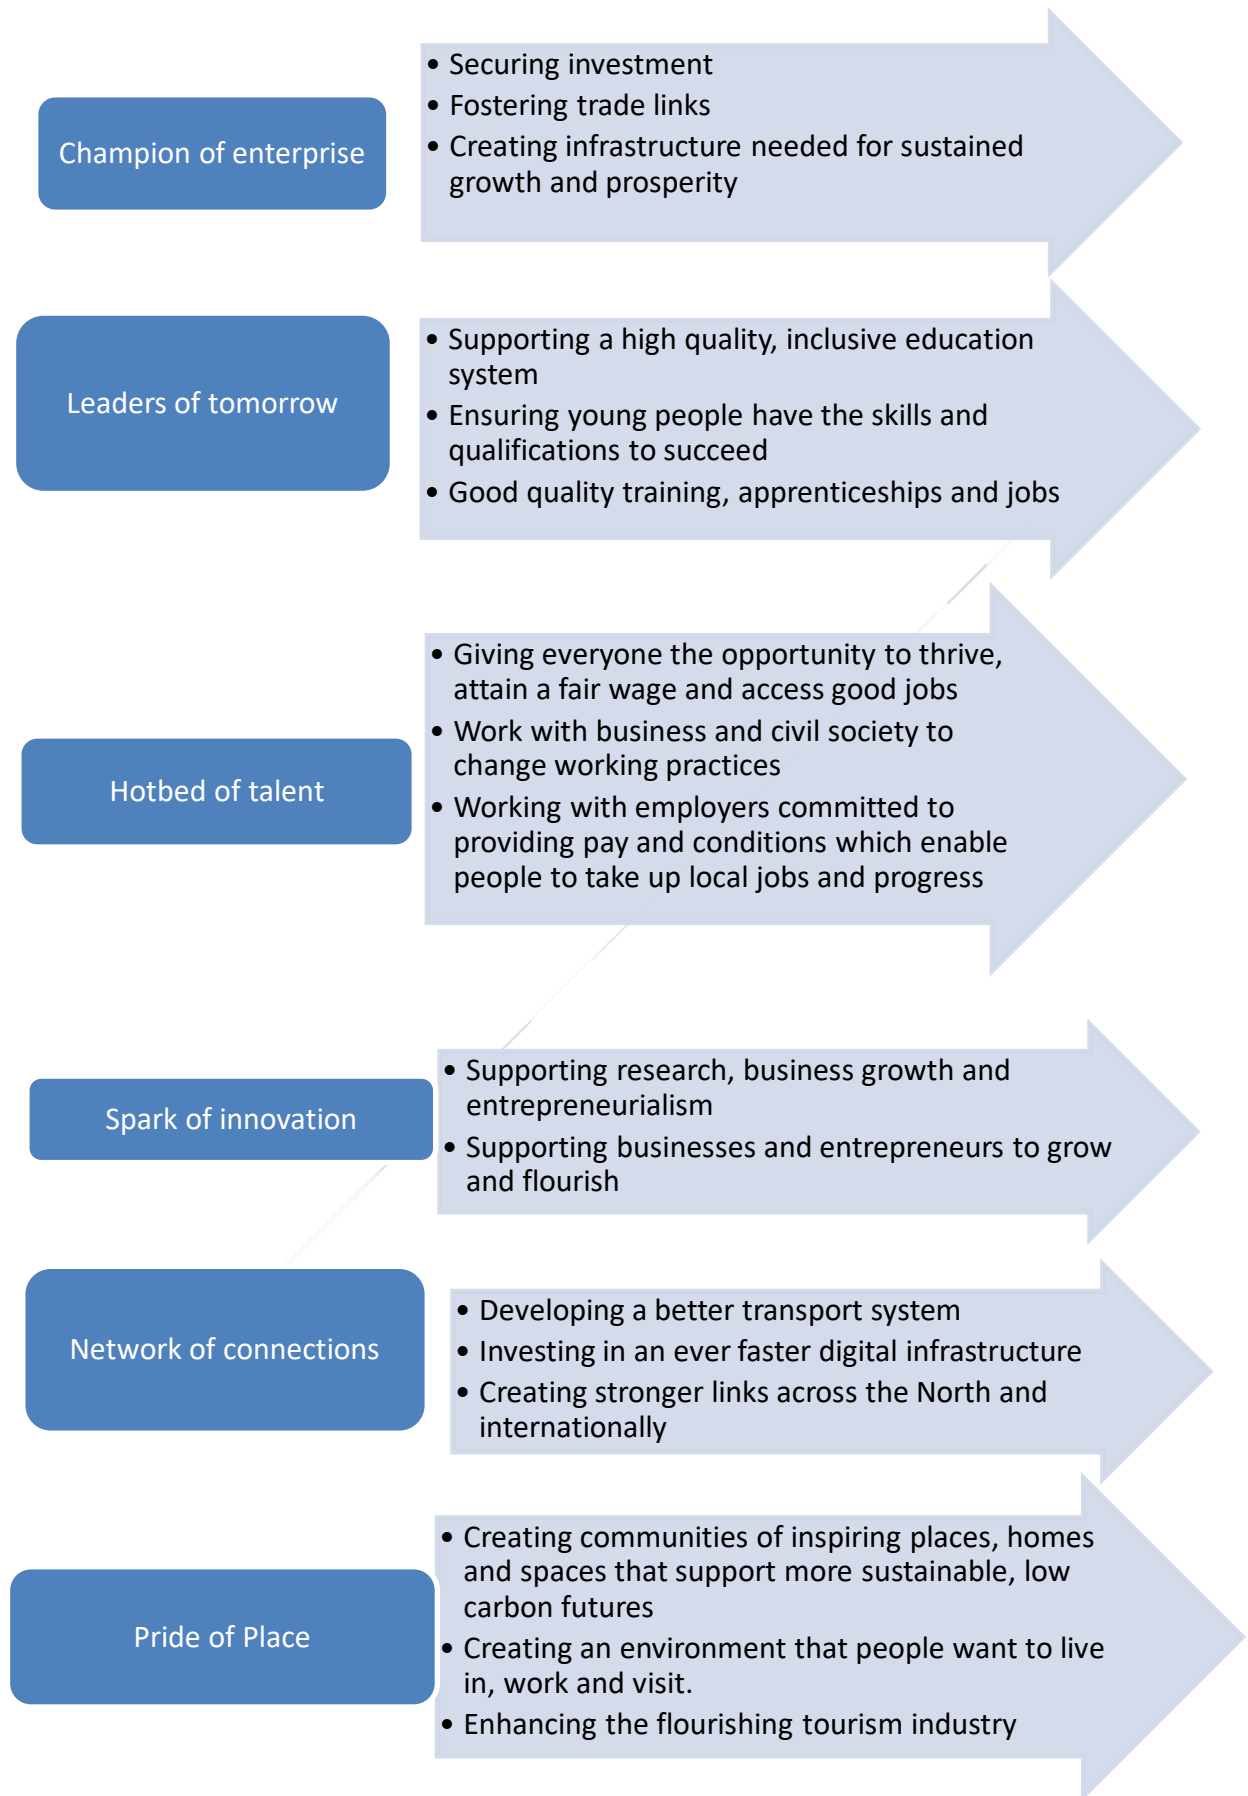 Champion of enterprise
• Securing investment
• Fostering trade links
• Creating infrastructure needed for sustained
growth and prosperity
Leaders of tomorrow
• Supporting a high quality, inclusive education
system
• Ensuring young people have the skills and
qualifications to succeed
• Good quality training, apprenticeships and jobs
Hotbed of talent
• Giving everyone the opportunity to thrive,
attain a fair wage and access good jobs
• Work with business and civil society to
change working practices
• Working with employers committed to
providing pay and conditions which enable
people to take up local jobs and progress
Spark of innovation
• Supporting research, business growth and
entrepreneurialism
• Supporting businesses and entrepreneurs to grow
and flourish
Network of connections
• Developing a better transport system
• Investing in an ever faster digital infrastructure
• Creating stronger links across the North and
internationally
Pride of Place
• Creating communities of inspiring places, homes
and spaces that support more sustainable, low
carbon futures
• Creating an environment that people want to live
in, work and visit.
• Enhancing the flourishing tourism industry